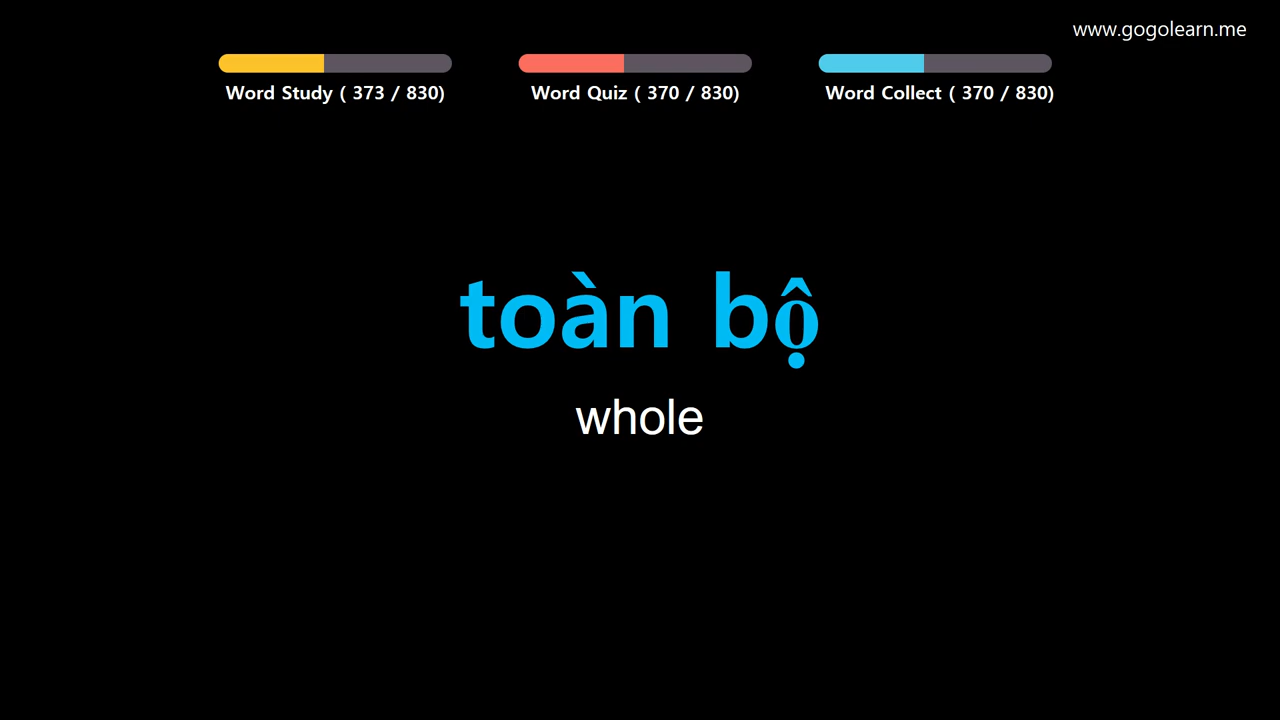 www.gogolearn.me
Word Study ( 373 / 830)
Word Quiz ( 370 / 830)
Word Collect ( 370 / 830)
toàn bộ
whole